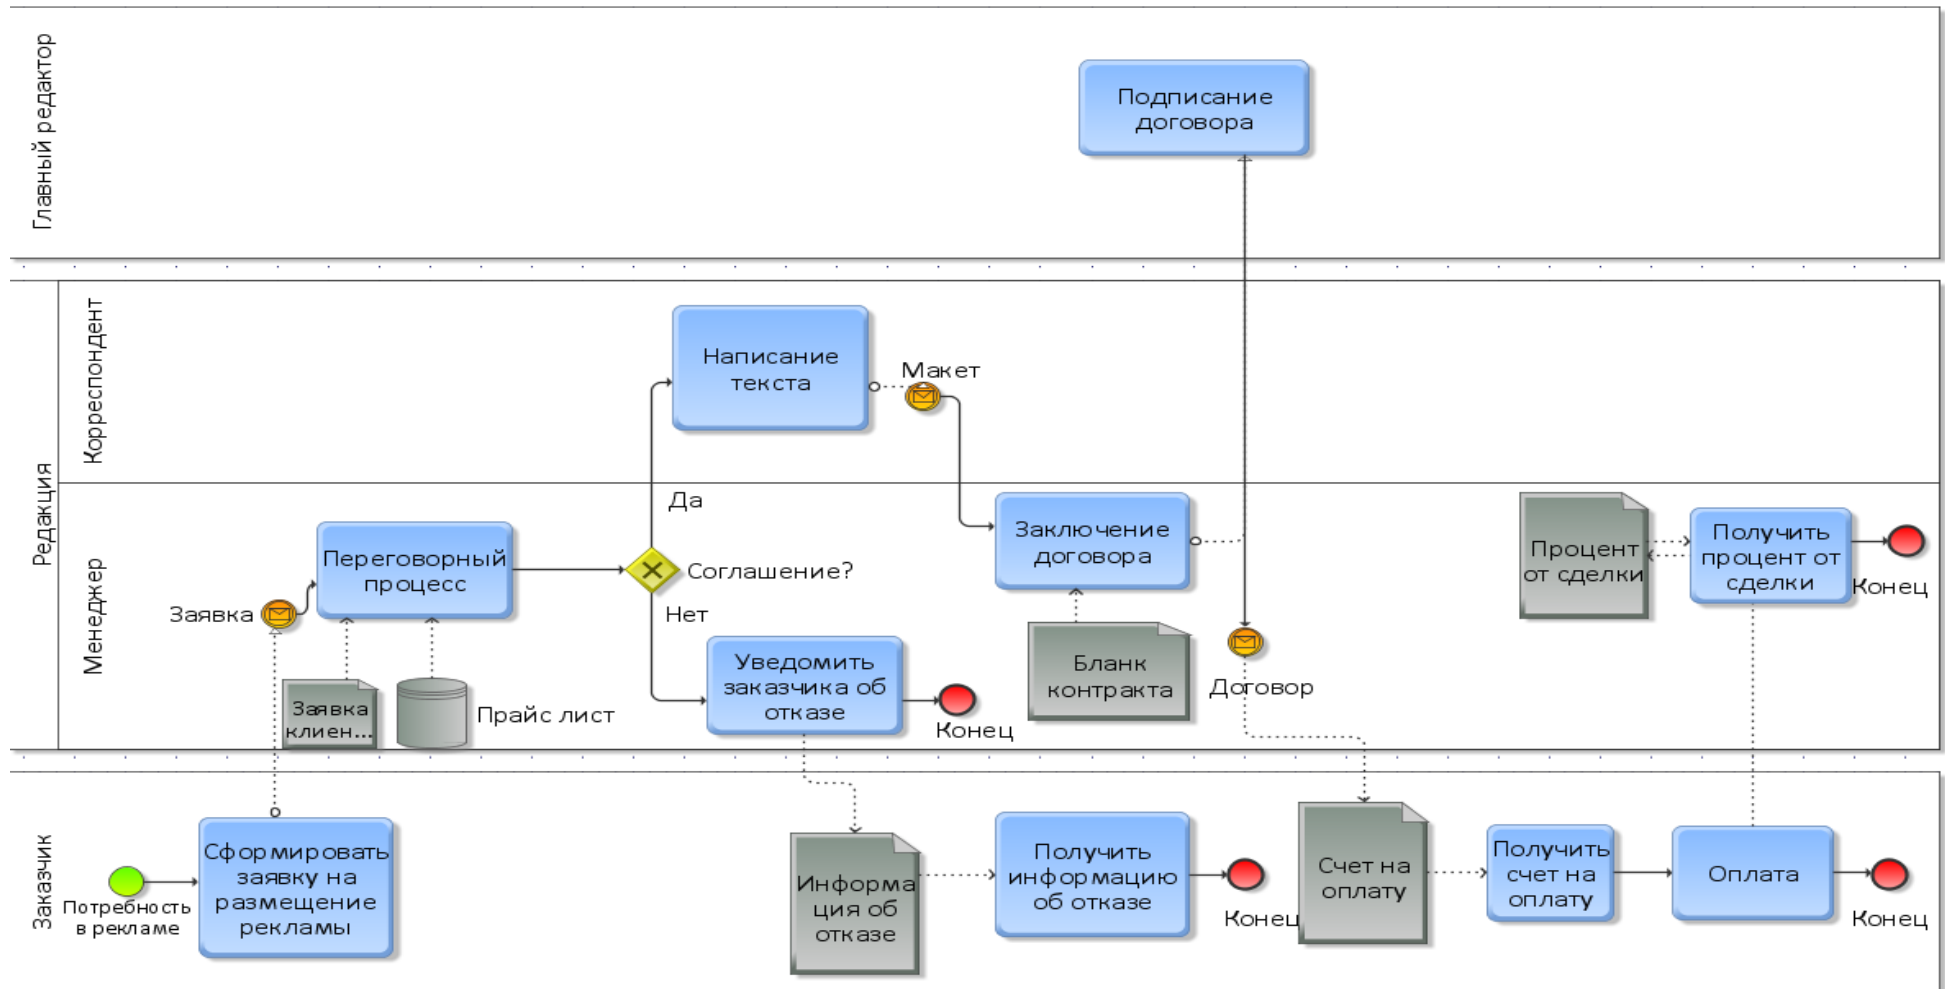 Главный редактор
Подписание
договора
Редакция
Корреспондент
Написание
текста
Макет
Да
Менеджер
Заявка
Переговорный
процесс
Соглашение?
Нет
Заявка
клиен...
Прайс лист
Уведомить
заказчика об
отказе
Конец
Заключение
договора
Бланк
контракта
Договор
Процент
от сделки
Получить
процент от
сделки
Конец
Заказчик
Потребность
в рекламе
Сформировать
заявку на
размещение
рекламы
Информа
ция об
отказе
Получить
информацию
об отказе
Конец
Счет на
оплату
Получить
счет на
оплату
Оплата
Конец